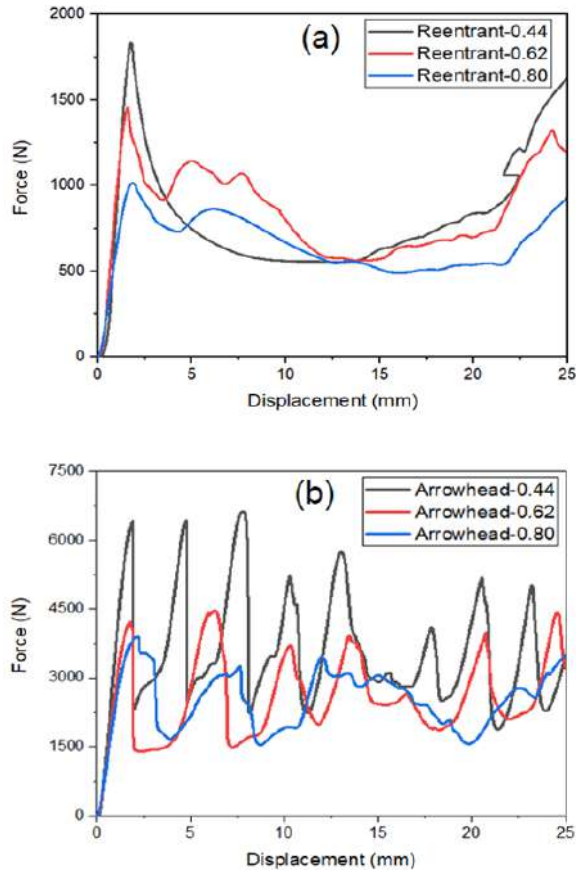 (a)
Reentrant-0.44
Reentrant-0.62
Reentrant-0.80
Force (N)
2000
1500
1000
500
0
0 5 10 15 20 25
Displacement (mm)
(b)
Arrowhead-0.44
Arrowhead-0.62
Arrowhead-0.80
Force (N)
7500
6000
4500
3000
1500
0
0 5 10 15 20 25
Displacement (mm)